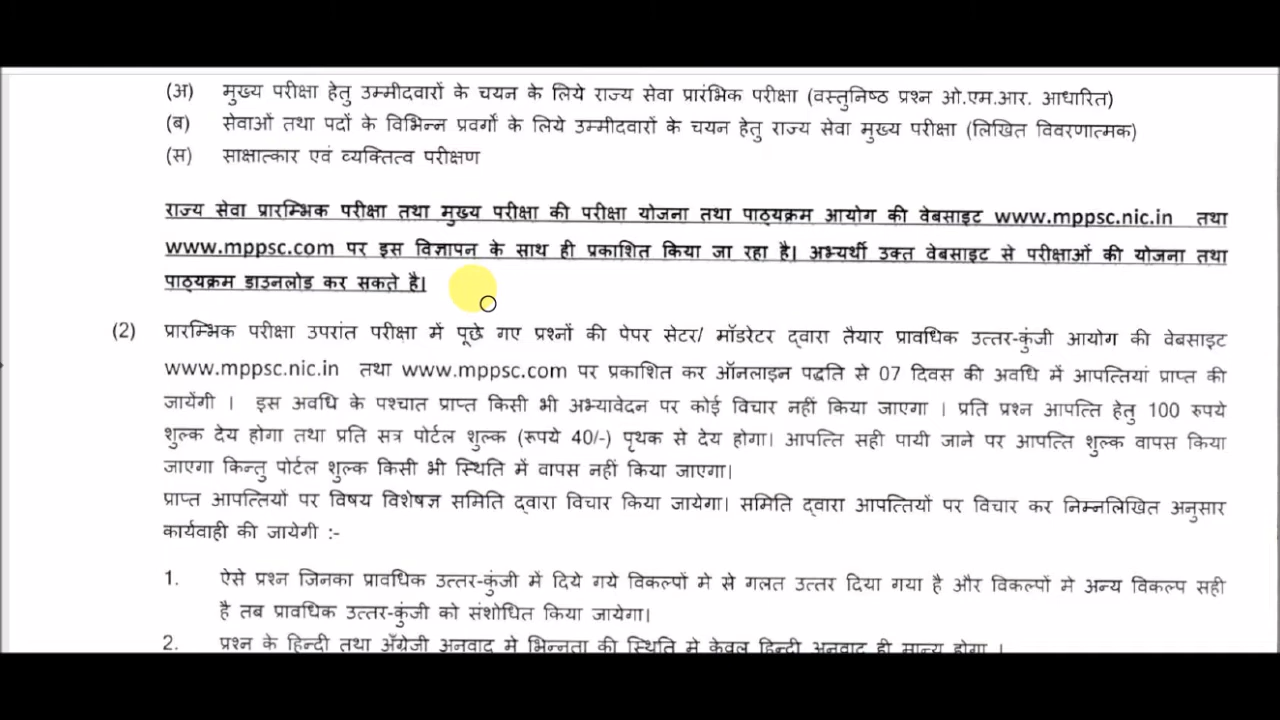 (अ) मुख्य परीक्षा हेतु उम्मीदवारों के चयन के लिये राज्य सेवा प्रारंभिक परीक्षा (वस्तुनिष्ठ प्रश्न ओ.एम.आर. आधारित)
(ब) सेवाओं तथा पदों के विभिन्न प्रवर्गो के लिये उम्मीदवारों के चयन हेतु राज्य सेवा मुख्य परीक्षा (लिखित विवरणात्मक)
(स) साक्षात्कार एवं व्यक्तित्व परीक्षण
राज्य सेवा प्रारम्भिक परीक्षा तथा मुख्य परीक्षा की परीक्षा योजना तथा पाठ्यक्रम आयोग की वेबसाइट www.mppsc.nic.in तथा
www.mppsc.com पर इस विज्ञापन के साथ ही प्रकाशित किया जा रहा है। अभ्यर्थी उक्त वेबसाइट से परीक्षाओं की योजना तथा
पाठ्यक्रम डाउनलोड कर सकते है।
(2) प्रारम्भिक परीक्षा उपरांत परीक्षा में पूछे गए प्रश्नों की पेपर सेटर/ मॉडरेटर द्वारा तैयार प्रावधिक उत्तर-कुंजी आयोग की वेबसाइट
www.mppsc.nic.in तथा www.mppsc.com पर प्रकाशित कर ऑनलाइन पद्धति से 07 दिवस की अवधि में आपत्तियां प्राप्त की
जायेंगी । इस अवधि के पश्चात प्राप्त किसी भी अभ्यावेदन पर कोई विचार नहीं किया जाएगा । प्रति प्रश्न आपत्ति हेतु 100 रुपये
शुल्क देय होगा तथा प्रति सत्र पोर्टल शुल्क (रूपये 40/-) पृथक से देय होगा। आपत्ति सही पायी जाने पर आपत्ति शुल्क वापस किया
जाएगा किन्तु पोर्टल शुल्क किसी भी स्थिति में वापस नहीं किया जाएगा।
प्राप्त आपत्तियों पर विषय विशेषज्ञ समिति द्वारा विचार किया जायेगा। समिति द्वारा आपत्तियों पर विचार कर निम्नलिखित अनुसार
कार्यवाही की जायेगी :-
1. ऐसे प्रश्न जिनका प्रावधिक उत्तर-कुंजी में दिये गये विकल्पों मे से गलत उत्तर दिया गया है और विकल्पों मे अन्य विकल्प सही
है तब प्रावधिक उत्तर-कुंजी को संशोधित किया जायेगा।
2. प्रश्न के हिन्दी तथा अँग्रेजी अनुवाद मे भिन्नता की स्थिति मे केवल हिन्दी अनुवाद ही मान्य होगा ।